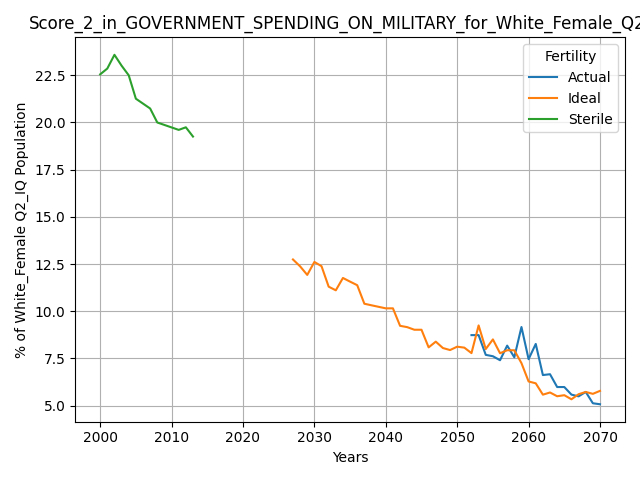 Score_2_in_GOVERNMENT_SPENDING_ON_MILITARY_for_White_Female_Q2
Fertility
Actual
Ideal
Sterile
% of White_Female Q2_IQ Population
22.5
20.0
17.5
15.0
12.5
10.0
7.5
5.0
2000 2010 2020 2030 2040 2050 2060 2070
Years